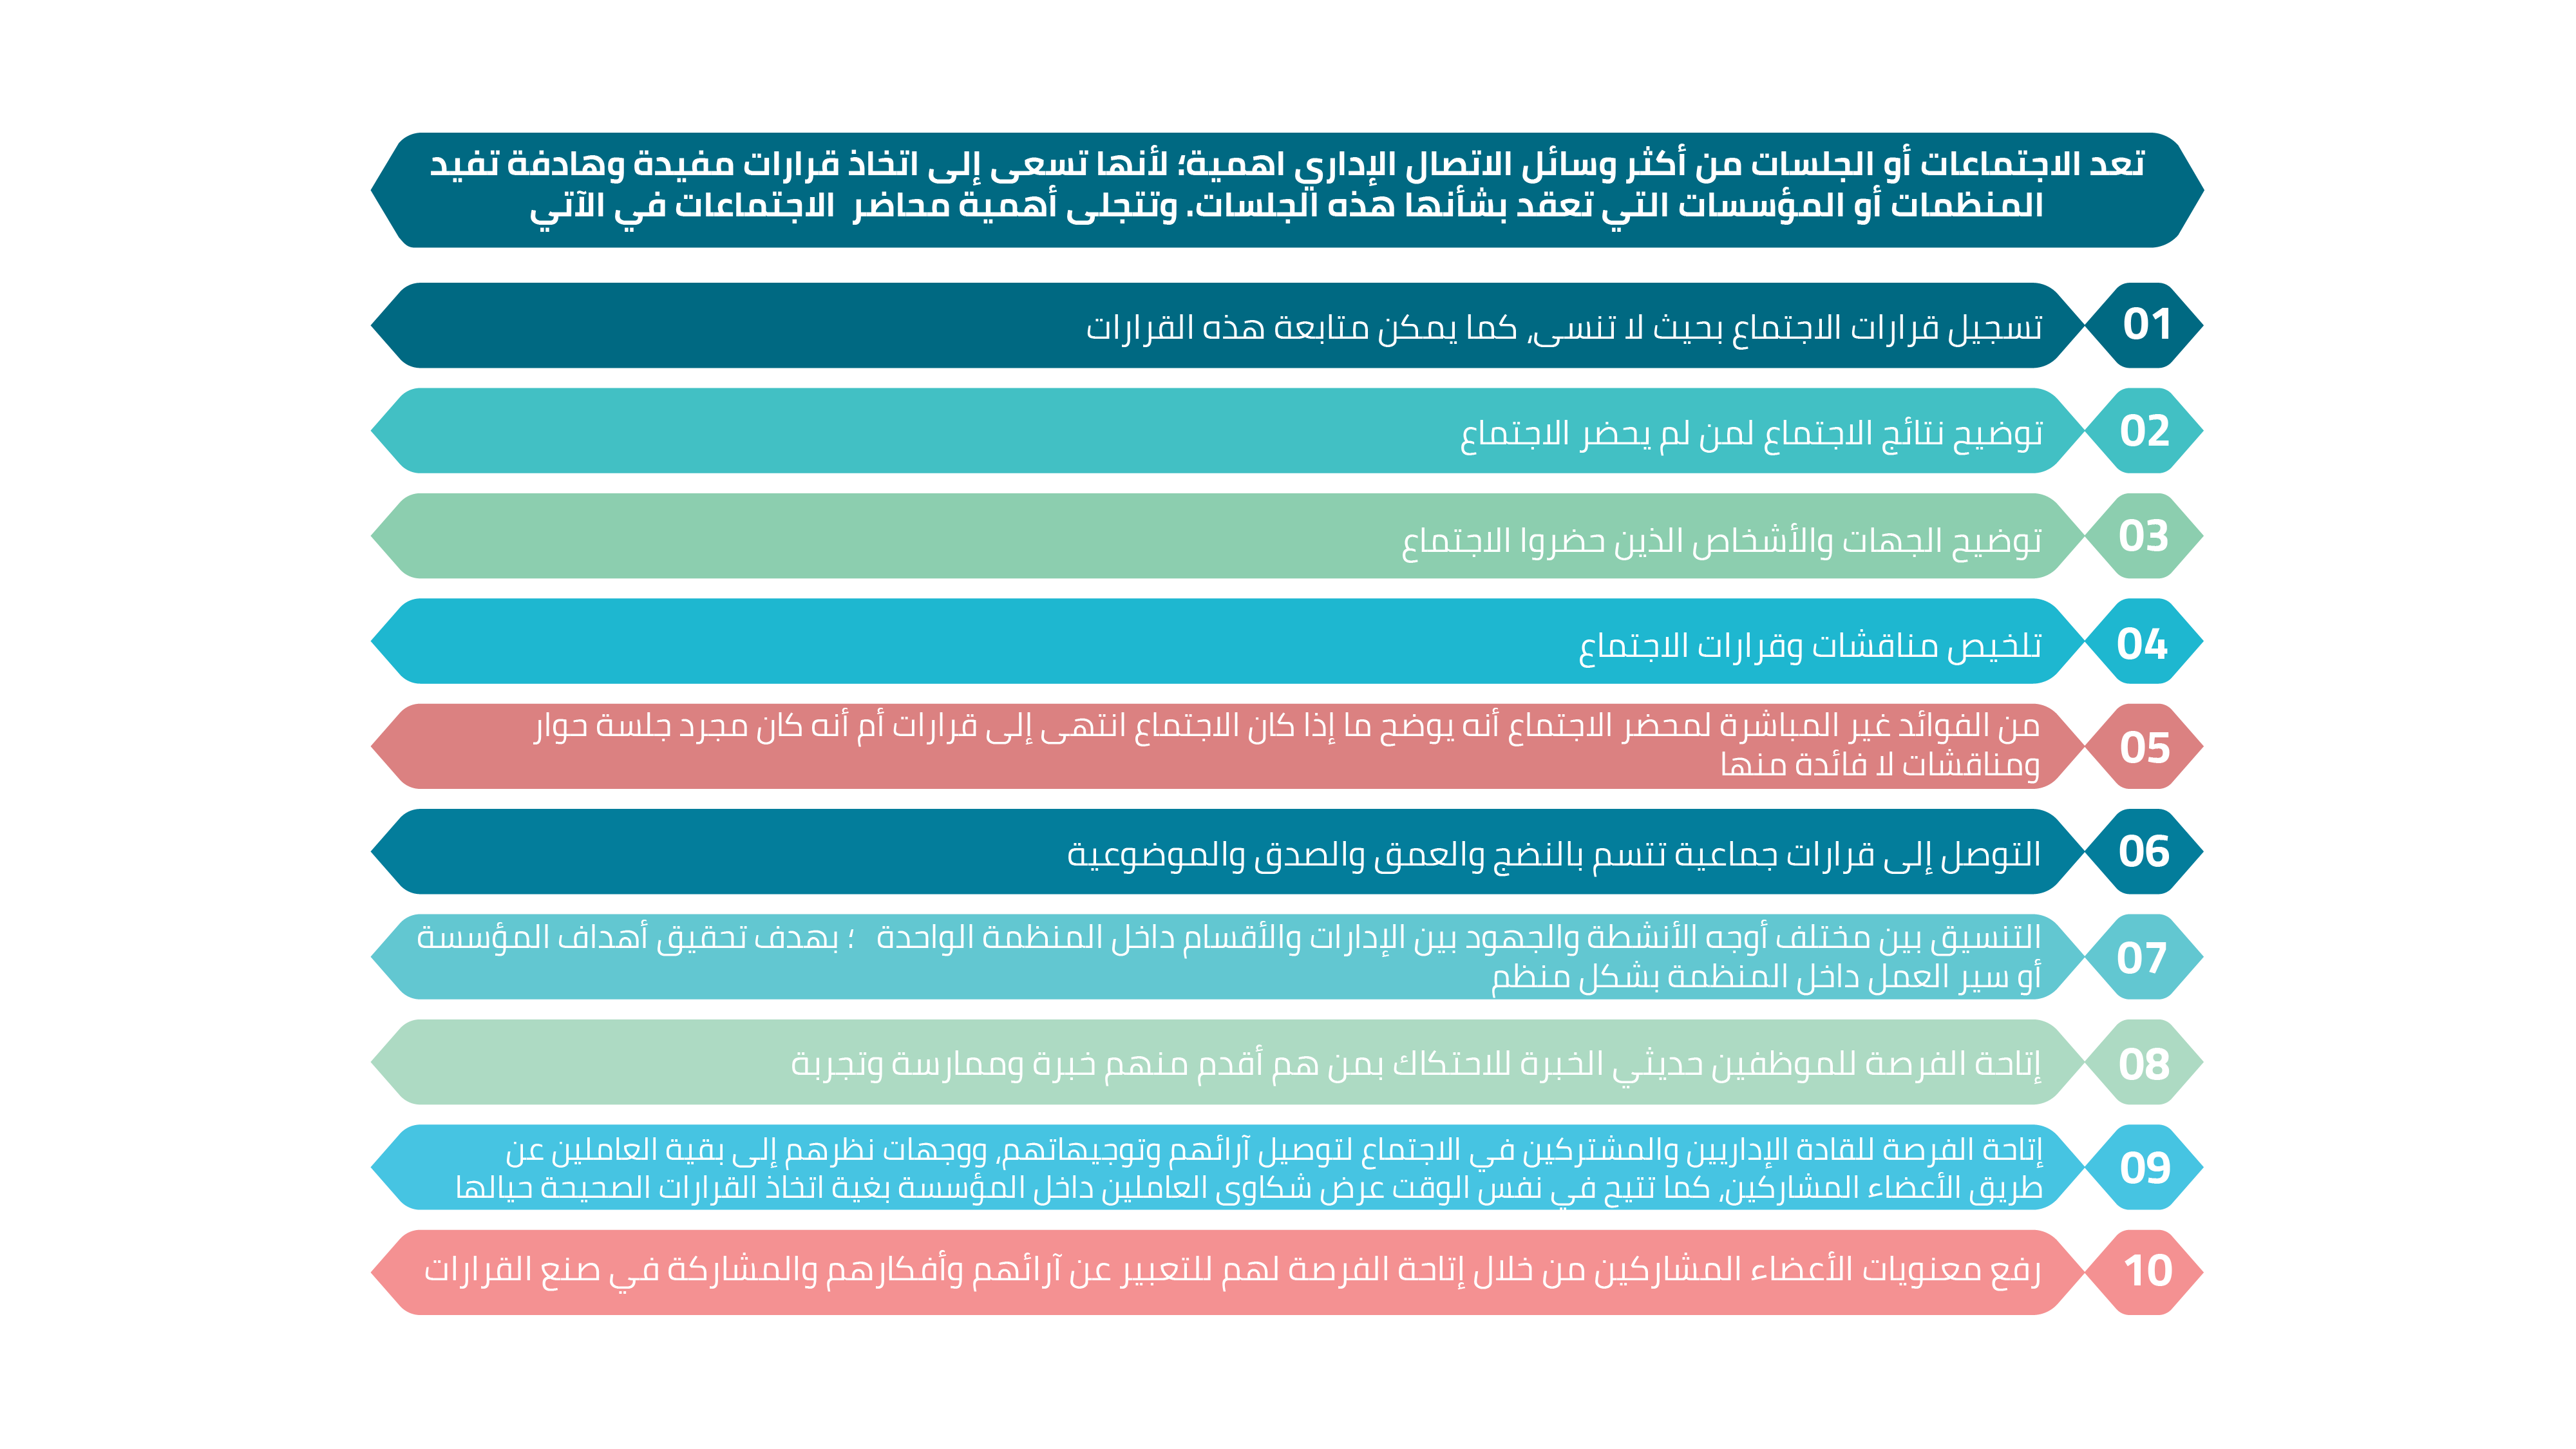 تعد الاجتماعات أو الجلسات من أكثر وسائل الاتصال الإداري اهمية؛ لأنها تسعى إلى اتخاذ قرارات مفيدة وهادفة تفيد
المنظمات أو المؤسسات التي تعقد بشأنها هذه الجلسات. وتتجلى أهمية محاضر الاجتماعات في الآتي
01
تسجيل قرارات الاجتماع بحيث لا تنسى، كما يمكن متابعة هذه القرارات
02
توضيح نتائج الاجتماع لمن لم يحضر الاجتماع
03
توضيح الجهات والأشخاص الذين حضروا الاجتماع
04
تلخيص مناقشات وقرارات الاجتماع
05
من الفوائد غير المباشرة لمحضر الاجتماع أنه يوضح ما إذا كان الاجتماع انتهى إلى قرارات أم أنه كان مجرد جلسة حوار
ومناقشات لا فائدة منها
06
التوصل إلى قرارات جماعية تتسم بالنضج والعمق والصدق والموضوعية
07
التنسيق بين مختلف أوجه الأنشطة والجهود بين الإدارات والأقسام داخل المنظمة الواحدة ؛ بهدف تحقيق أهداف المؤسسة
أو سير العمل داخل المنظمة بشكل منظم
08
إتاحة الفرصة للموظفين حديثي الخبرة للاحتكاك بمن هم أقدم منهم خبرة وممارسة وتجربة
09
إتاحة الفرصة للقادة الإداريين والمشتركين في الاجتماع لتوصيل آرائهم وتوجيهاتهم، ووجهات نظرهم إلى بقية العاملين عن
طريق الأعضاء المشاركين، كما تتيح في نفس الوقت عرض شكاوى العاملين داخل المؤسسة بغية اتخاذ القرارات الصحيحة حيالها
10
رفع معنويات الأعضاء المشاركين من خلال إتاحة الفرصة لهم للتعبير عن آرائهم وأفكارهم والمشاركة في صنع القرارات